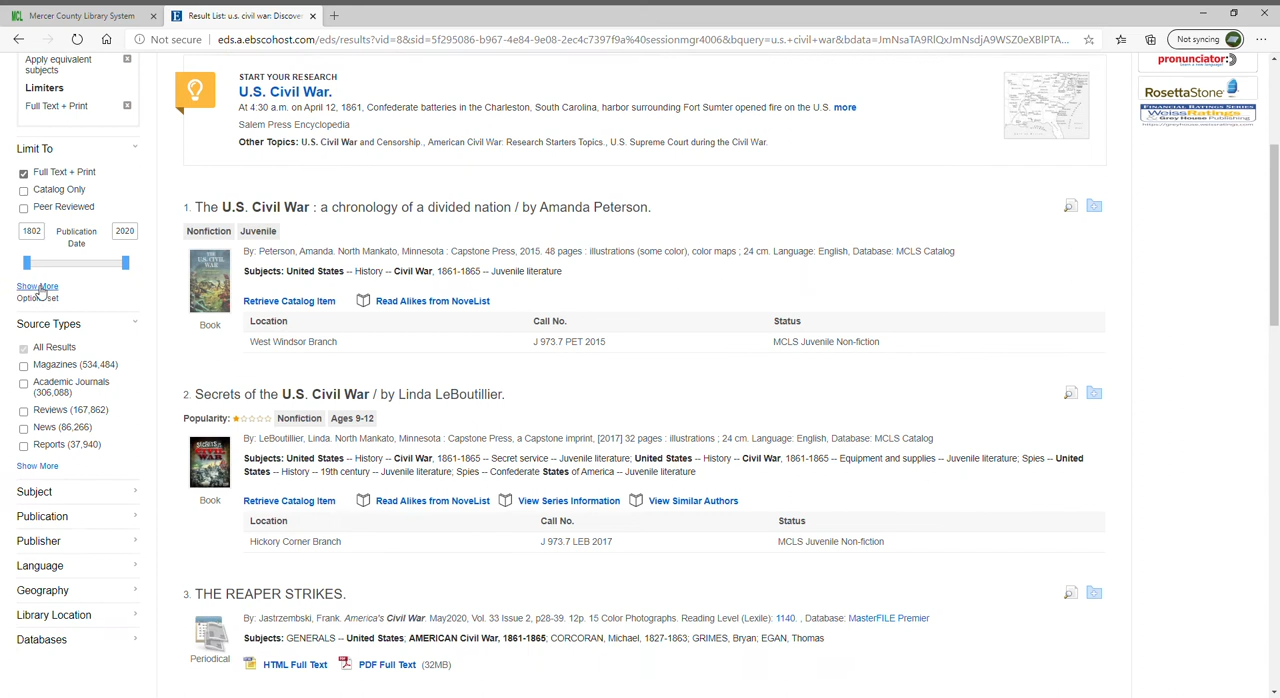 MCL Mercer County Library System
Result List: u.s. civil war: Discove
Not secure
eds.a.ebscohost.com/eds/results?vid=8&sid=5f295086-b967-4e84-9e08-2ec4c7397f9a%40sessionmgr4006&bquery=u.s.+civil+war&bdata=JmNsaTA9RlQxJmNsdjA9WSZ0eXBlPTA...
Not syncing
Apply equivalent
subjects
Limiters
Full Text + Print
Limit To
Full Text + Print
Catalog Only
Peer Reviewed
1802 Publication Date 2020
Show More
Source Types
All Results
Magazines (534,484)
Academic Journals
(306,088)
Reviews (167,862)
News (86,266)
Reports (37,940)
Show More
Subject
Publication
Publisher
Language
Geography
Library Location
Databases
START YOUR RESEARCH
U.S. Civil War.
At 4:30 a.m. on April 12, 1861, Confederate batteries in the Charleston, South Carolina, harbor surrounding Fort Sumter opened fire on the U.S. more
Salem Press Encyclopedia
Other Topics: U.S. Civil War and Censorship., American Civil War: Research Starters Topics., U.S. Supreme Court during the Civil War.
1. The U.S. Civil War : a chronology of a divided nation / by Amanda Peterson.
Nonfiction Juvenile
By: Peterson, Amanda. North Mankato, Minnesota : Capstone Press, 2015. 48 pages : illustrations (some color), color maps ; 24 cm. Language: English, Database: MCLS Catalog
Subjects: United States -- History -- Civil War, 1861-1865 -- Juvenile literature
Book
Retrieve Catalog Item Read Alikes from NoveList
Location Call No. Status
West Windsor Branch J 973.7 PET 2015 MCLS Juvenile Non-fiction
2. Secrets of the U.S. Civil War / by Linda LeBoutillier.
Popularity: Nonfiction Ages 9-12
By: LeBoutillier, Linda. North Mankato, Minnesota : Capstone Press, a Capstone imprint, [2017] 32 pages : illustrations ; 24 cm. Language: English, Database: MCLS Catalog
Subjects: United States -- History -- Civil War, 1861-1865 -- Secret service -- Juvenile literature; United States -- History -- Civil War, 1861-1865 -- Equipment and supplies -- Juvenile literature; Spies -- United
States -- History -- 19th century -- Juvenile literature; Spies -- Confederate States of America -- Juvenile literature
Book
Retrieve Catalog Item Read Alikes from NoveList View Series Information View Similar Authors
Location Call No. Status
Hickory Corner Branch J 973.7 LEB 2017 MCLS Juvenile Non-fiction
3. THE REAPER STRIKES.
By: Jastrzembski, Frank. America's Civil War. May2020, Vol. 33 Issue 2, p28-39. 12p. 15 Color Photographs. Reading Level (Lexile): 1140. , Database: MasterFILE Premier
Subjects: GENERALS -- United States; AMERICAN Civil War, 1861-1865; CORCORAN, Michael, 1827-1863; GRIMES, Bryan; EGAN, Thomas
Periodical
HTML Full Text PDF Full Text (32MB)
pronunciator
RosettaStone
FINANCIAL RATINGS SERIES
WeissRatings
GREY HOUSE PUBLISHING